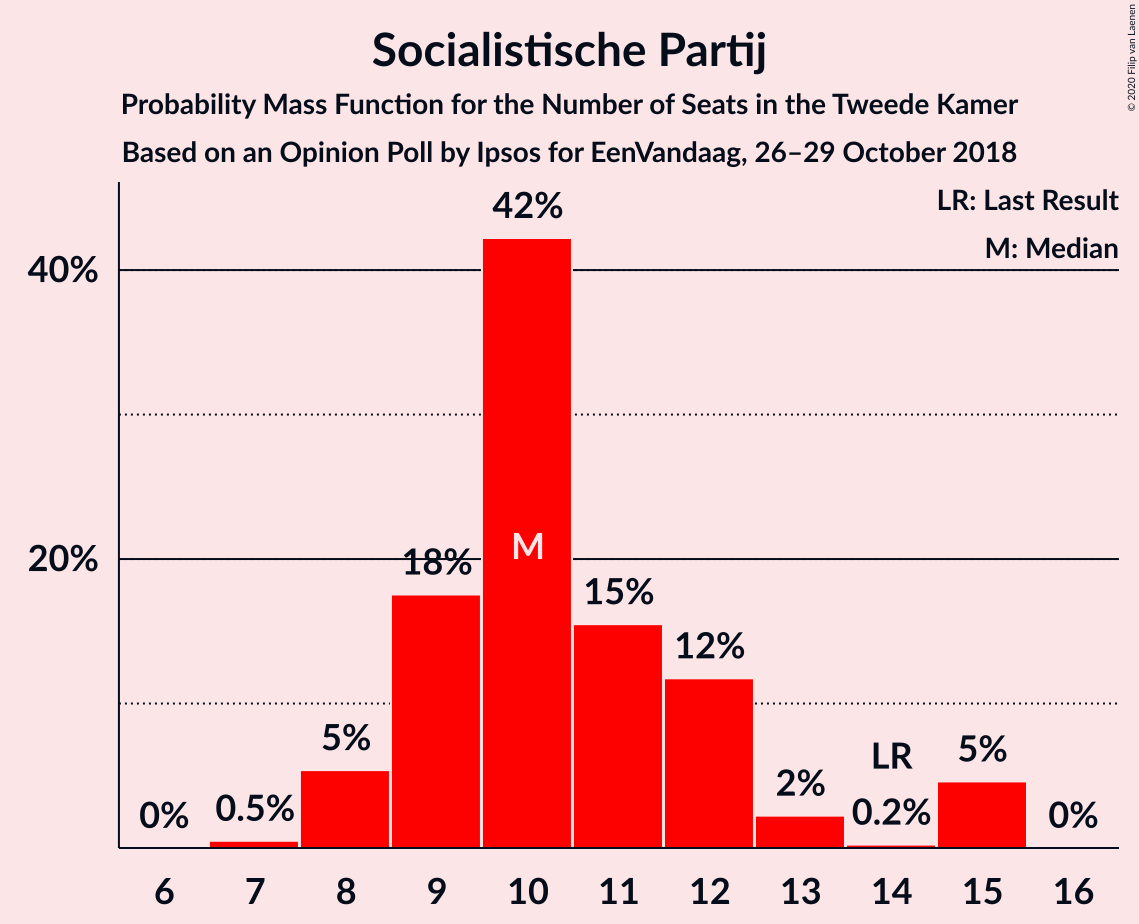 Socialistische Partij
Probability Mass Function for the Number of Seats in the Tweede Kamer
Based on an Opinion Poll by Ipsos for EenVandaag, 26–29 October 2018
© 2020 Filip van Laenen
LR: Last Result
M: Median
40%
20%
0%
0.5%
5%
18%
42%
M
15%
12%
2%
LR
0.2%
5%
0%
6 7 8 9 10 11 12 13 14 15 16